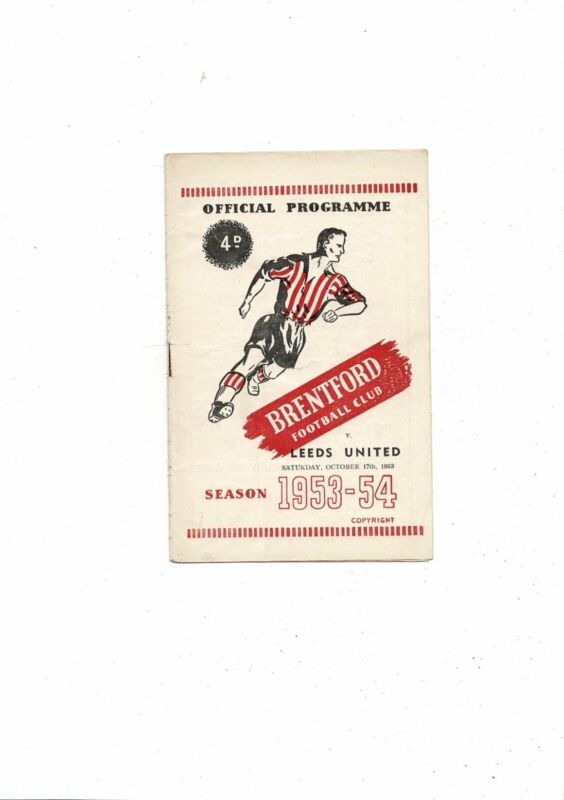 OFFICIAL PROGRAMME
4D
BRENTFORD
FOOTBALL CLUB
v.
LEEDS UNITED
SATURDAY, OCTOBER 17th, 1953
SEASON 1953-54
COPYRIGHT